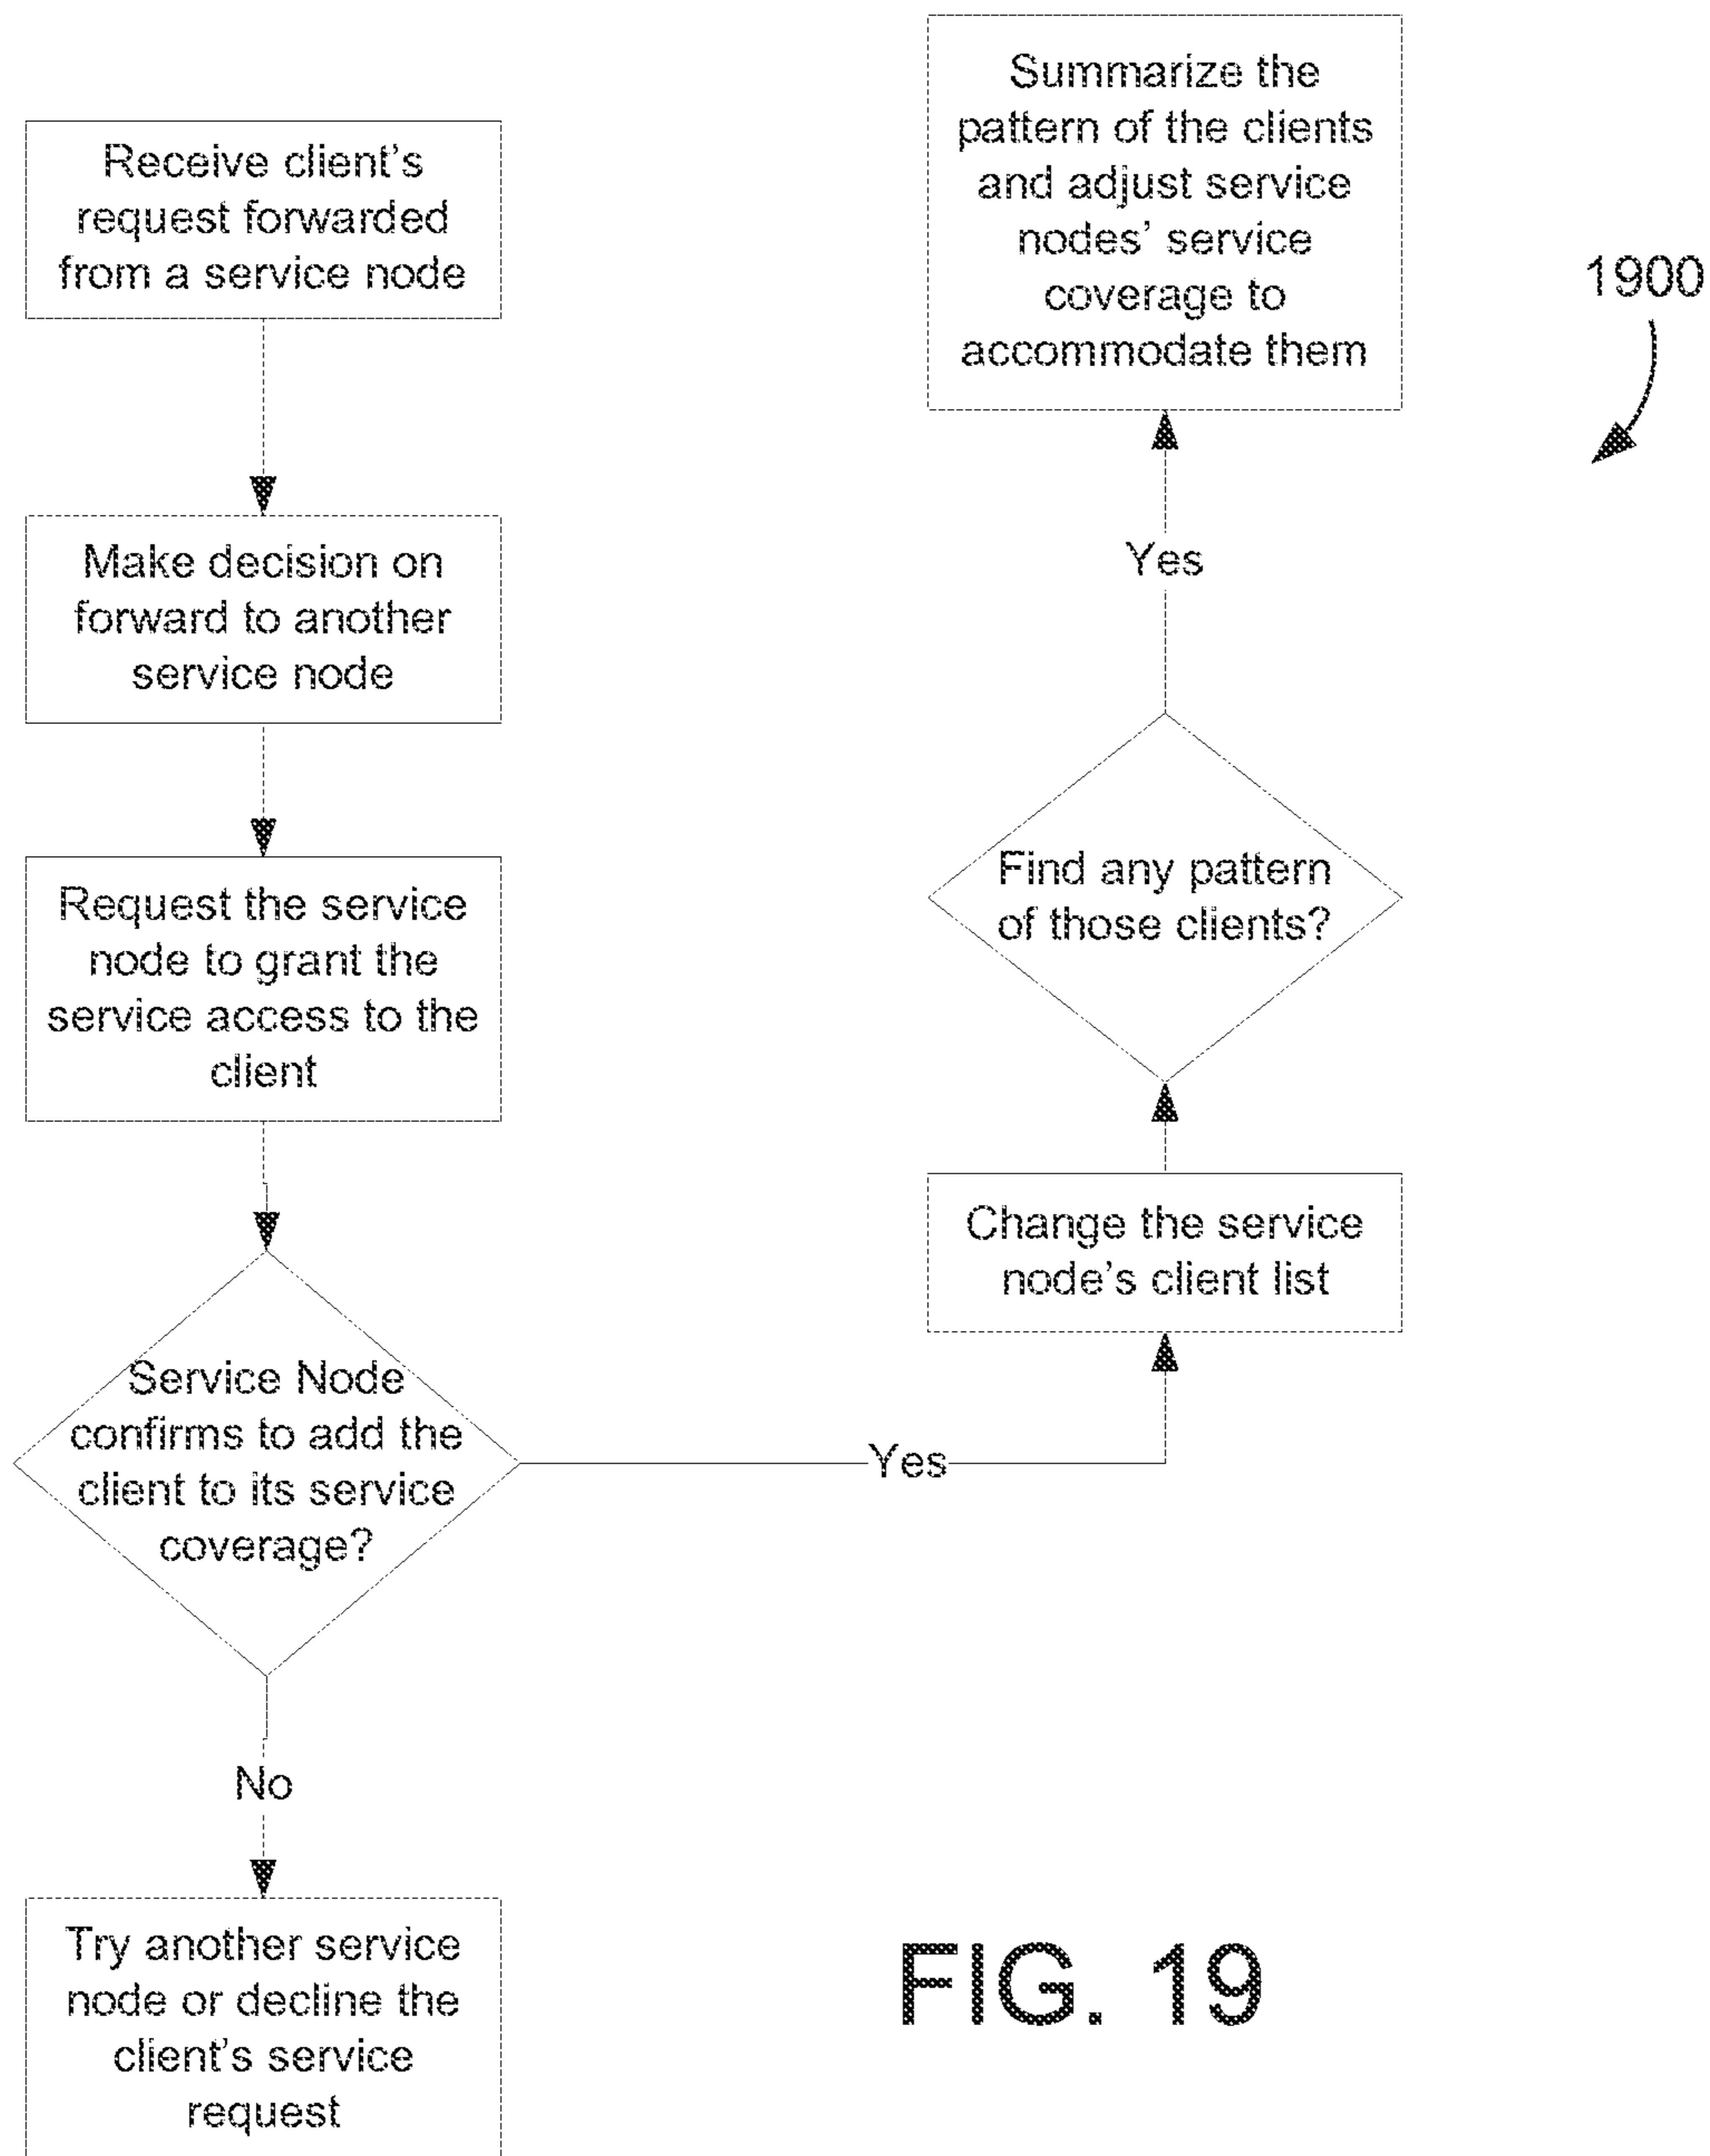 Receive client's
request forwarded
from a service node
Make decision on
forward to another
service node
Request the service
node to grant the
service access to the
client
Service Node
confirms to add the
client to its service
coverage?
No
Try another service
node or decline the
client's service
request
Yes
Change the service
node's client list
Find any pattern
of those clients?
Yes
Summarize the
pattern of the clients
and adjust service
nodes' service
coverage to
accommodate them
1900
FIG. 19